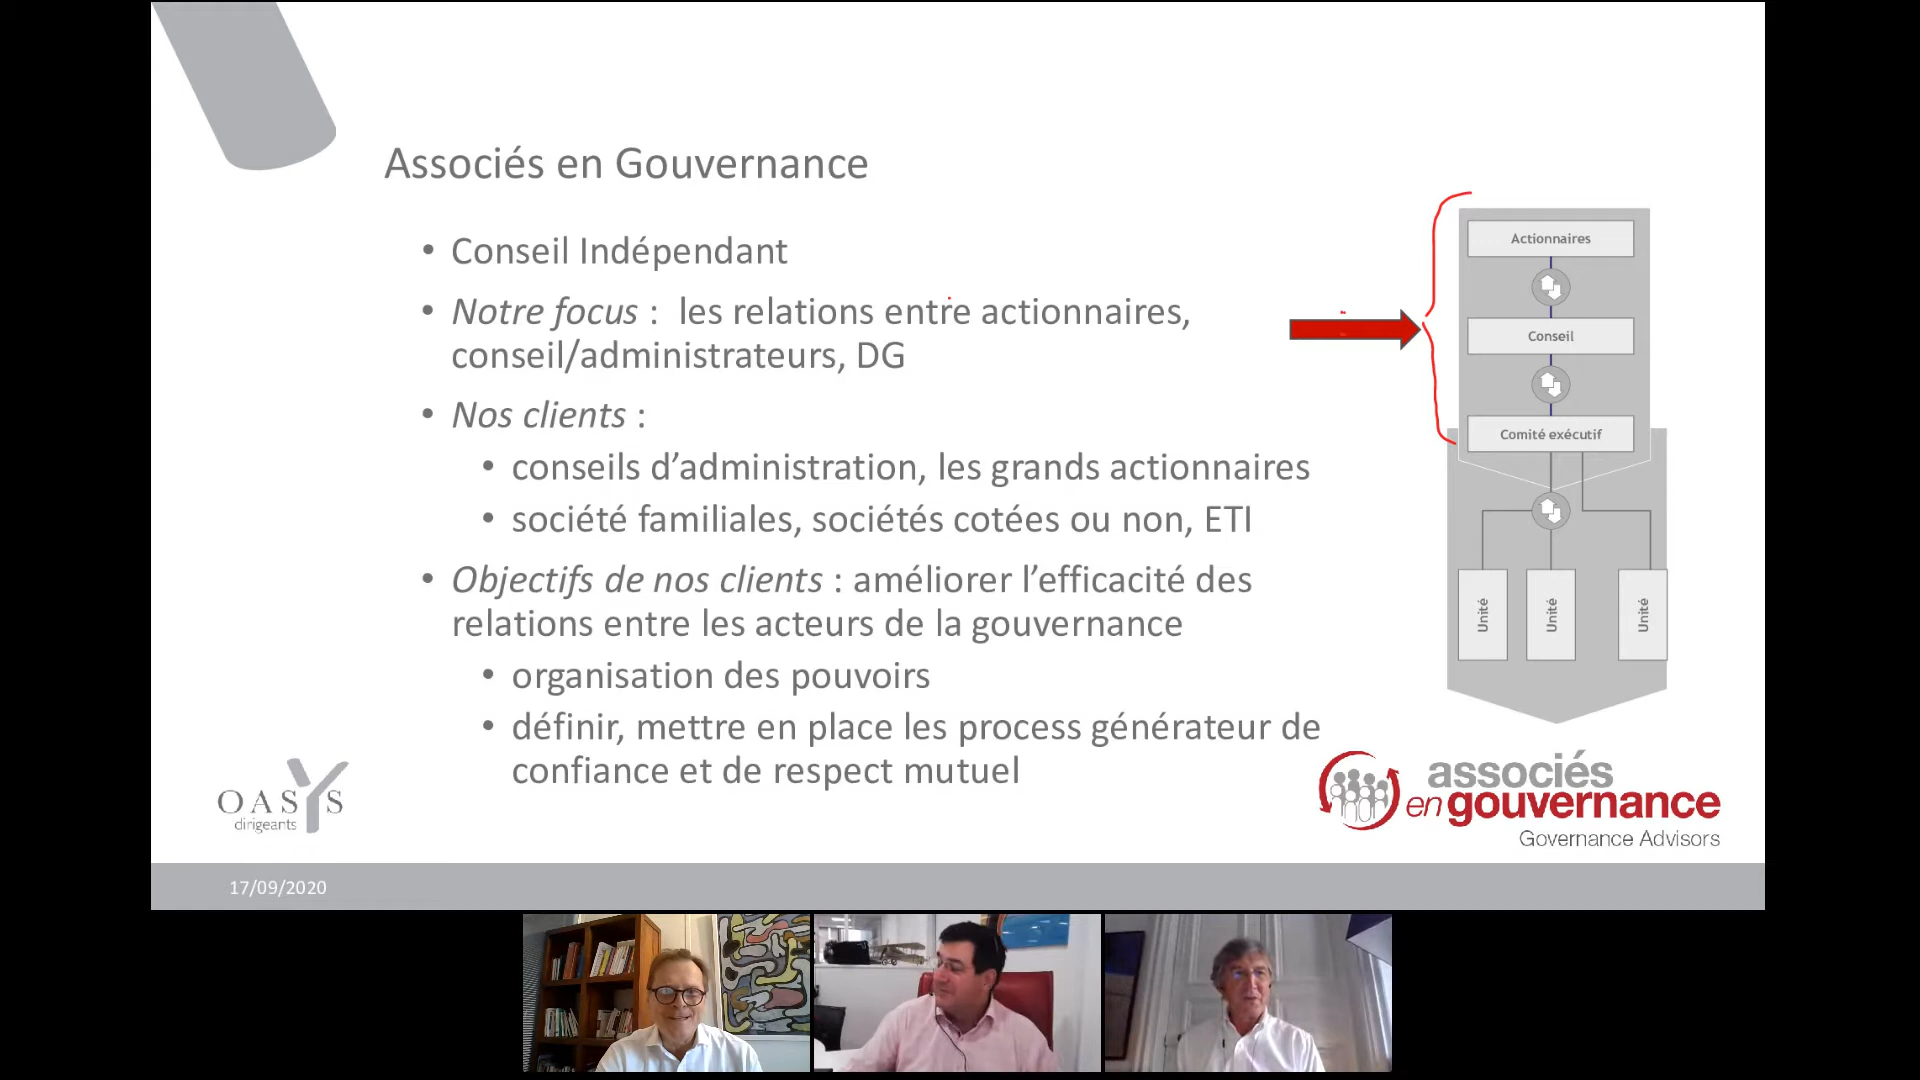 Associés en Gouvernance
• Conseil Indépendant
• Notre focus : les relations entre actionnaires,
conseil/administrateurs, DG
• Nos clients :
• conseils d’administration, les grands actionnaires
• société familiales, sociétés cotées ou non, ETI
• Objectifs de nos clients : améliorer l’efficacité des
relations entre les acteurs de la gouvernance
• organisation des pouvoirs
• définir, mettre en place les process générateur de
confiance et de respect mutuel
Actionnaires
Conseil
Comité exécutif
Unité
Unité
Unité
OASYS
dirigeants
associés
en gouvernance
Governance Advisors
17/09/2020